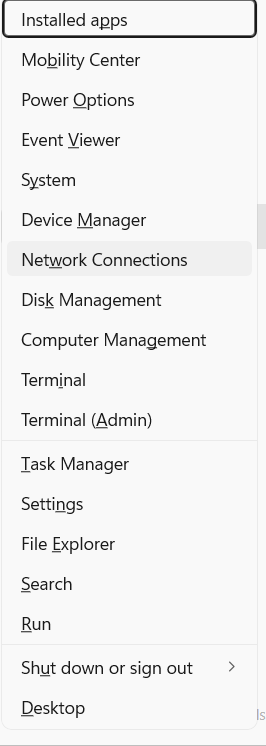 Installed apps
Mobility Center
Power Options
Event Viewer
System
Device Manager
Network Connections
Disk Management
Computer Management
Terminal
Terminal (Admin)
Task Manager
Settings
File Explorer
Search
Run
Shut down or sign out
Desktop